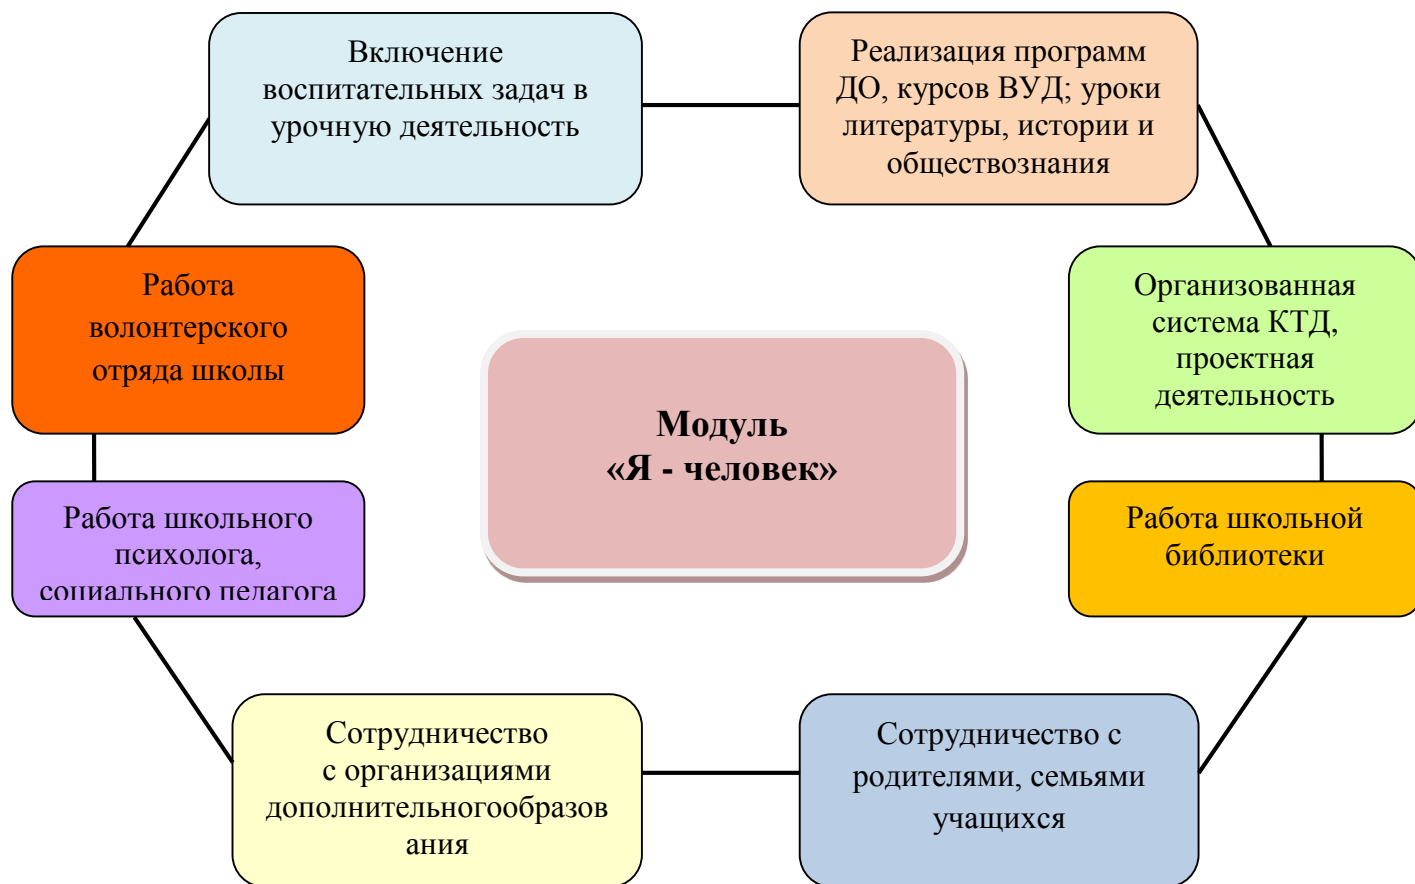 Включение
воспитательных задач в
урочную деятельность
Реализация программ
ДО, курсов ВУД; уроки
литературы, истории и
обществознания
Работа
волонтерского
отряда школы
Организованная
система КТД,
проектная
деятельность
Модуль
«Я - человек»
Работа школьного
психолога,
социального педагога
Работа школьной
библиотеки
Сотрудничество
с организациями
дополнительногообразов
ания
Сотрудничество с
родителями, семьями
учащихся